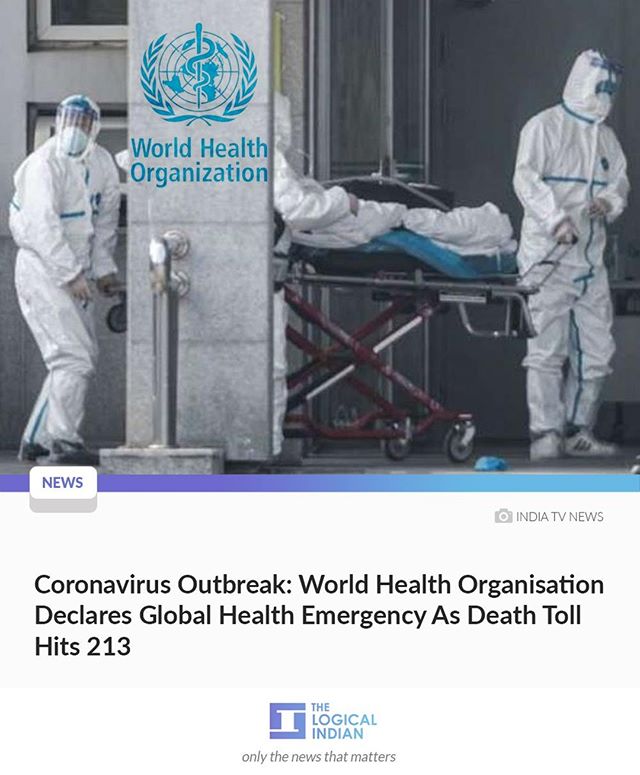 World Health
Organization
NEWS
INDIA TV NEWS
Coronavirus Outbreak: World Health Organisation
Declares Global Health Emergency As Death Toll
Hits 213
THE
LOGICAL
INDIAN
only the news that matters